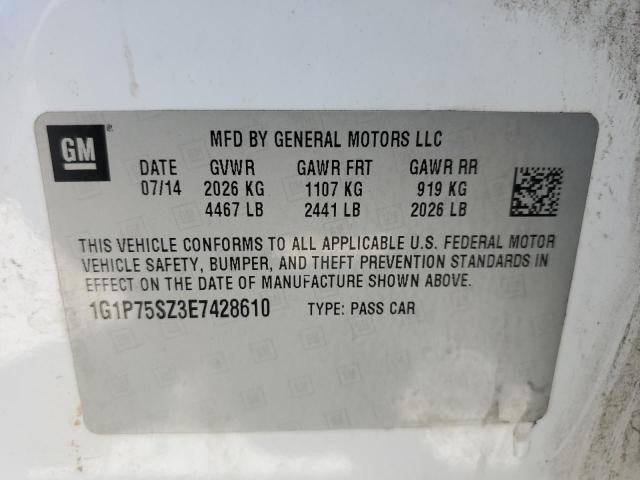 GM
MFD BY GENERAL MOTORS LLC
DATE GVWR GAWR FRT GAWR RR
07/14 2026 KG 1107 KG 919 KG
4467 LB 2441 LB 2026 LB
THIS VEHICLE CONFORMS TO ALL APPLICABLE U.S. FEDERAL MOTOR
VEHICLE SAFETY, BUMPER, AND THEFT PREVENTION STANDARDS IN
EFFECT ON THE DATE OF MANUFACTURE SHOWN ABOVE.
1G1P75SZ3E7428610 TYPE: PASS CAR